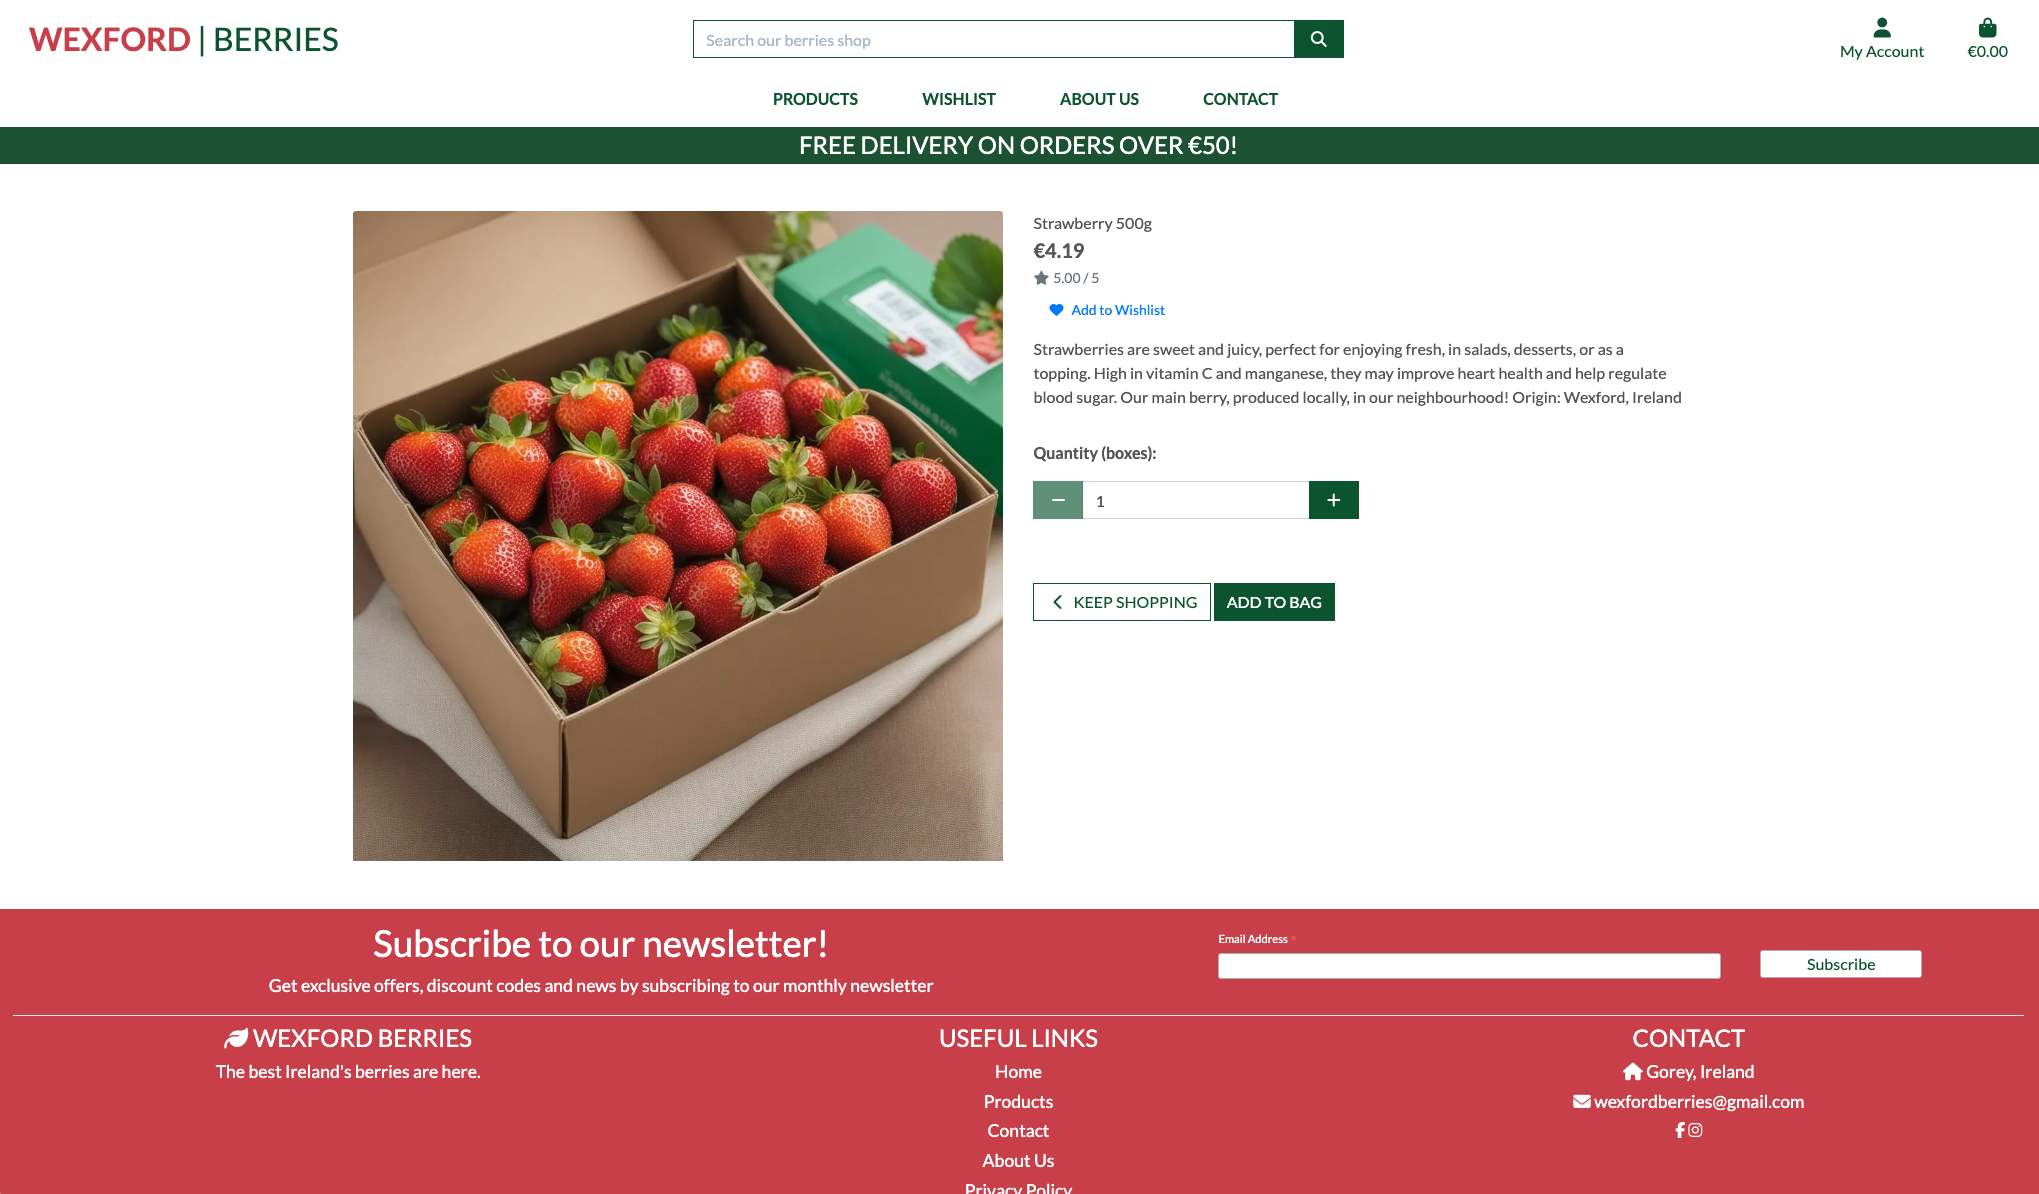 WEXFORD | BERRIES
Search our berries shop
My Account
€0.00
PRODUCTS
WISHLIST
ABOUT US
CONTACT
FREE DELIVERY ON ORDERS OVER €50!
Strawberry 500g
€4.19
5.00 / 5
Add to Wishlist
Strawberries are sweet and juicy, perfect for enjoying fresh, in salads, desserts, or as a
topping. High in vitamin C and manganese, they may improve heart health and help regulate
blood sugar. Our main berry, produced locally, in our neighbourhood! Origin: Wexford, Ireland
Quantity (boxes):
1
KEEP SHOPPING
ADD TO BAG
Subscribe to our newsletter!
Get exclusive offers, discount codes and news by subscribing to our monthly newsletter
Email Address *
Subscribe
WEXFORD BERRIES
The best Ireland's berries are here.
USEFUL LINKS
Home
Products
Contact
About Us
Privacy Policy
CONTACT
Gorey, Ireland
wexfordberries@gmail.com